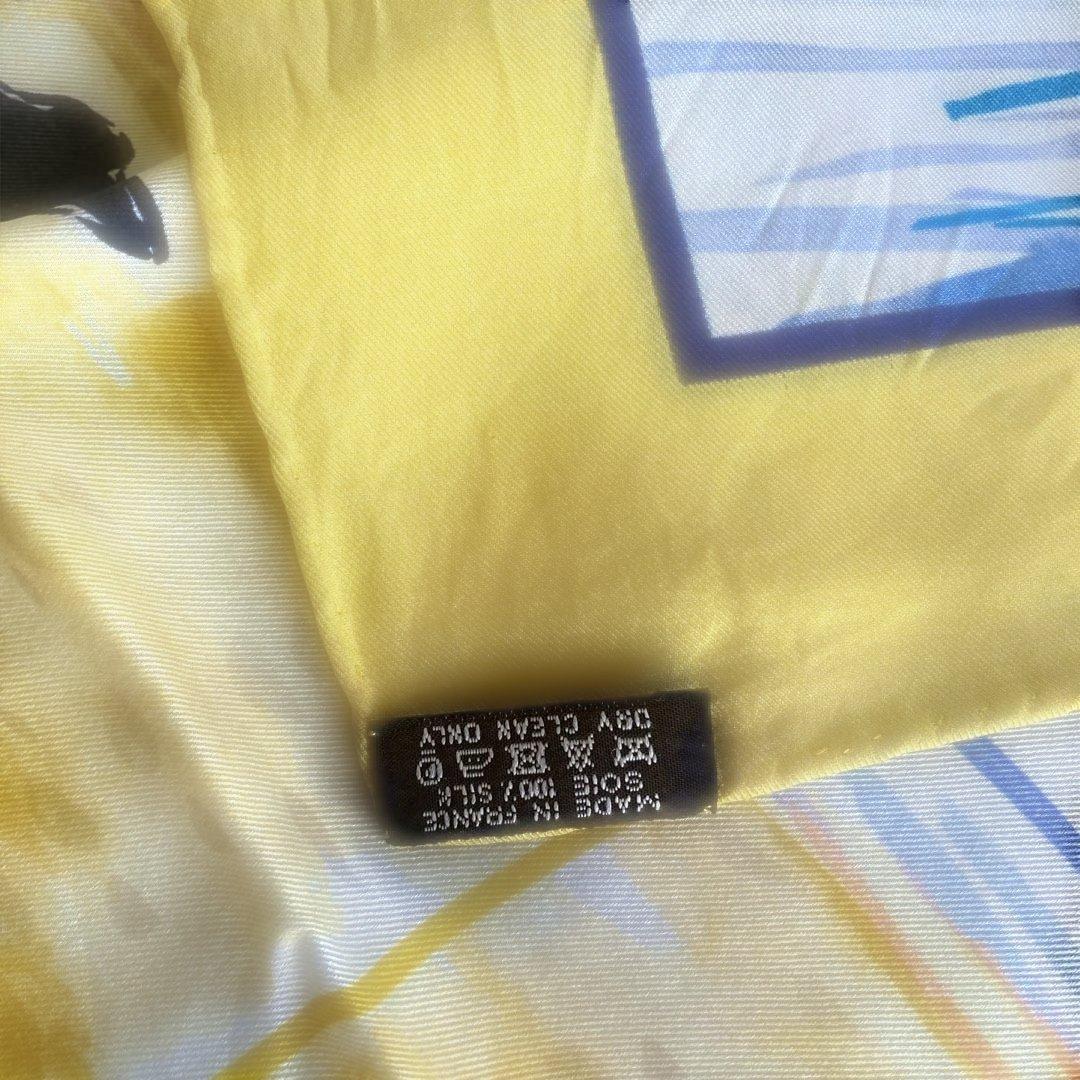 MADE IN FRANCE
SOIE 100% SILK
DRY CLEAN ONLY